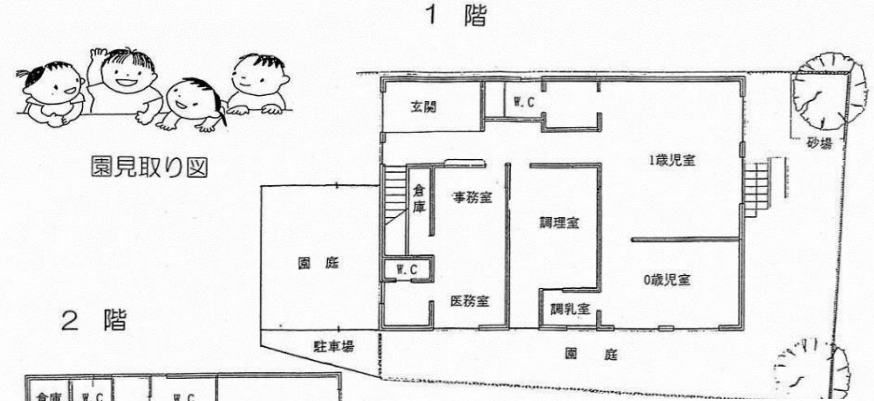 1 階
園見取り図
玄関
W.C
砂場
1歳児室
倉庫
事務室
調理室
園 庭
W.C
0歳児室
医務室
調乳室
2 階
駐車場
園 庭
倉庫
W.C
W.C